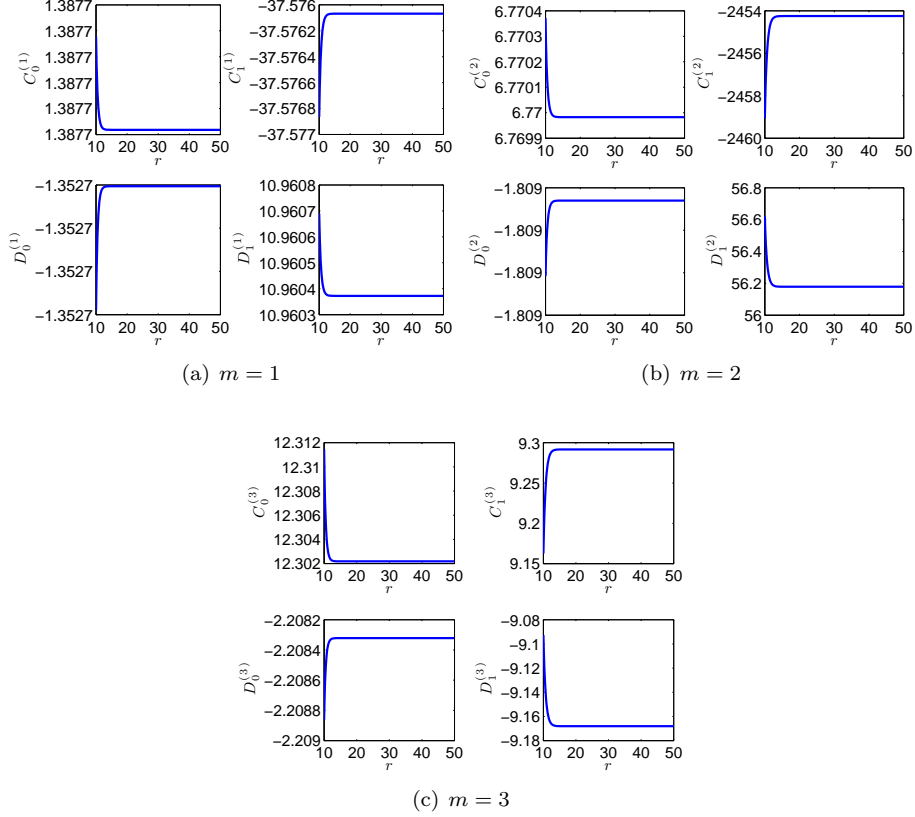 1.3877
1.3877
1.3877
1.3877
1.3877
1.3877
10 20 30 40 50
r
C_0^{(1)}
−37.576
−37.5762
−37.5764
−37.5766
−37.5768
−37.577
10 20 30 40 50
r
C_1^{(1)}
−1.3527
−1.3527
−1.3527
−1.3527
10 20 30 40 50
r
D_0^{(1)}
10.9608
10.9607
10.9606
10.9605
10.9604
10.9603
10 20 30 40 50
r
D_1^{(1)}
(a) m = 1
6.7704
6.7703
6.7702
6.7701
6.77
6.7699
10 20 30 40 50
r
C_0^{(2)}
−2454
−2456
−2458
−2460
10 20 30 40 50
r
C_1^{(2)}
−1.809
−1.809
−1.809
−1.809
10 20 30 40 50
r
D_0^{(2)}
56.8
56.6
56.4
56.2
56
10 20 30 40 50
r
D_1^{(2)}
(b) m = 2
12.312
12.31
12.308
12.306
12.304
12.302
10 20 30 40 50
r
C_0^{(3)}
9.3
9.25
9.2
9.15
10 20 30 40 50
r
C_1^{(3)}
−2.2082
−2.2084
−2.2086
−2.2088
−2.209
10 20 30 40 50
r
D_0^{(3)}
−9.08
−9.1
−9.12
−9.14
−9.16
−9.18
10 20 30 40 50
r
D_1^{(3)}
(c) m = 3